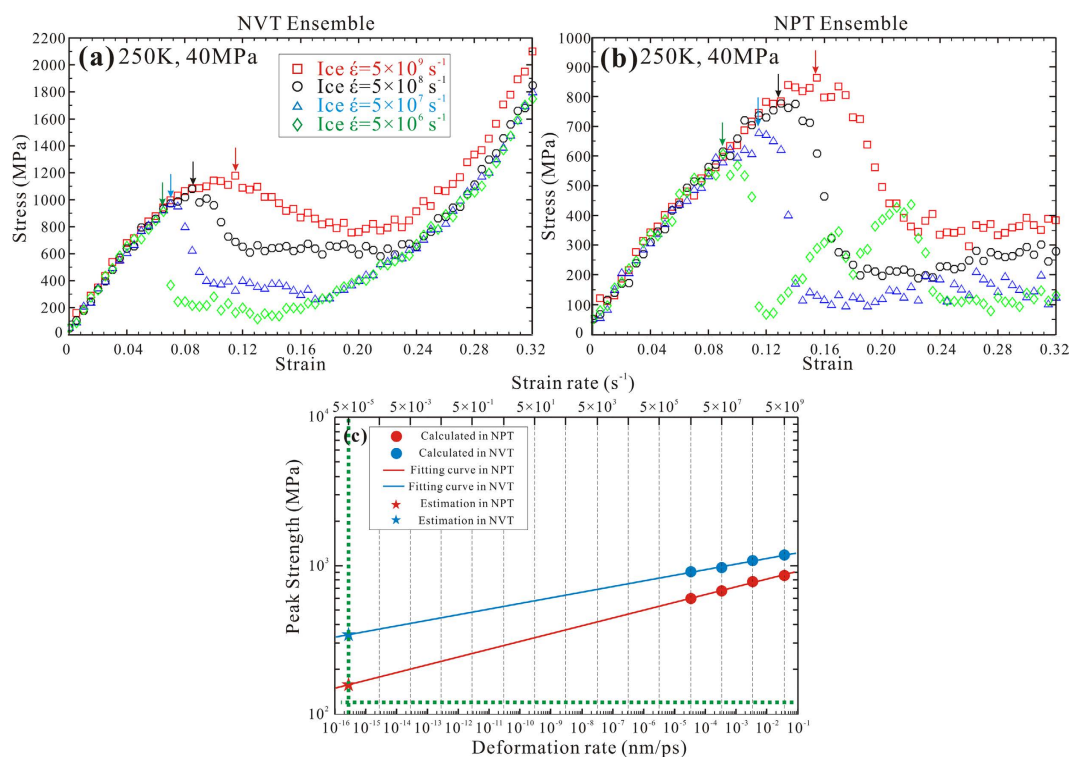 NVT Ensemble
NPT Ensemble
(a) 250K, 40MPa
Ice ἐ=5×10⁹ s⁻¹
Ice ἐ=5×10⁸ s⁻¹
Ice ἐ=5×10⁷ s⁻¹
Ice ἐ=5×10⁶ s⁻¹
2200
2000
1800
1600
1400
1200
1000
800
600
400
200
0
Stress (MPa)
0 0.04 0.08 0.12 0.16 0.20 0.24 0.28 0.32
Strain
(b) 250K, 40MPa
1000
900
800
700
600
500
400
300
200
100
0
Stress (MPa)
0 0.04 0.08 0.12 0.16 0.20 0.24 0.28 0.32
Strain
Strain rate (s⁻¹)
5×10⁻⁵ 5×10⁻³ 5×10⁻¹ 5×10¹ 5×10³ 5×10⁵ 5×10⁷ 5×10⁹
(c)
Calculated in NPT
Calculated in NVT
Fitting curve in NPT
Fitting curve in NVT
Estimation in NPT
Estimation in NVT
10⁴
10³
10²
Peak Strength (MPa)
10⁻¹⁶ 10⁻¹⁵ 10⁻¹⁴ 10⁻¹³ 10⁻¹² 10⁻¹¹ 10⁻¹⁰ 10⁻⁹ 10⁻⁸ 10⁻⁷ 10⁻⁶ 10⁻⁵ 10⁻⁴ 10⁻³ 10⁻² 10⁻¹
Deformation rate (nm/ps)